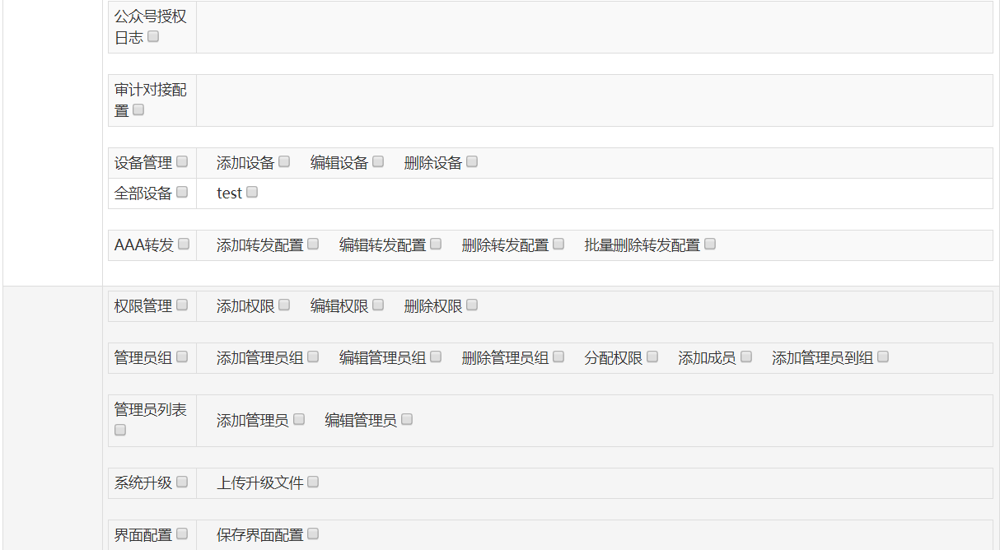 公众号授权
日志
审计对接配
置
设备管理 添加设备 编辑设备 删除设备
全部设备 test
AAA转发 添加转发配置 编辑转发配置 删除转发配置 批量删除转发配置
权限管理 添加权限 编辑权限 删除权限
管理员组 添加管理员组 编辑管理员组 删除管理员组 分配权限 添加成员 添加管理员到组
管理员列表
添加管理员 编辑管理员
系统升级 上传升级文件
界面配置 保存界面配置